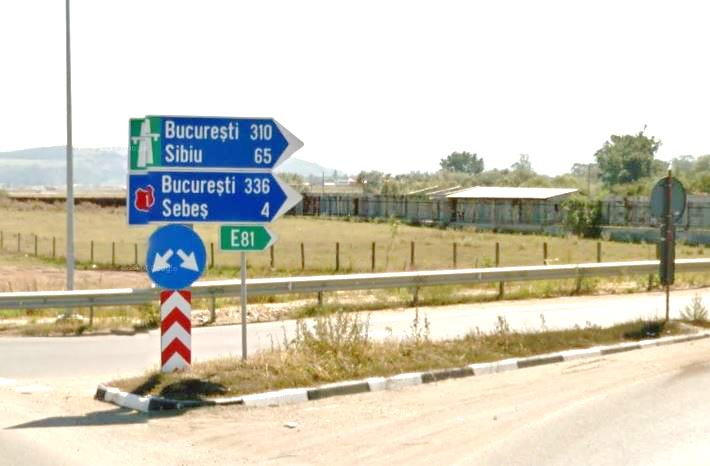 București 310
Sibiu 65
București 336
Sebeș 4
E81